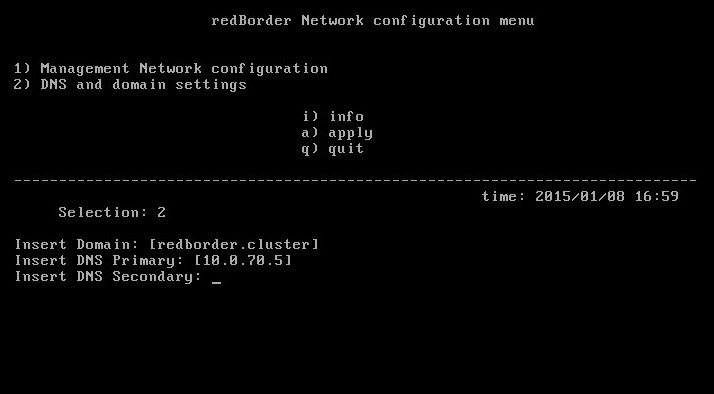 redBorder Network configuration menu
1) Management Network configuration
2) DNS and domain settings
i) info
a) apply
q) quit
--------------------------------------------------------------------------------
time: 2015/01/08 16:59
Selection: 2
Insert Domain: [redborder.cluster]
Insert DNS Primary: [10.0.70.5]
Insert DNS Secondary: _